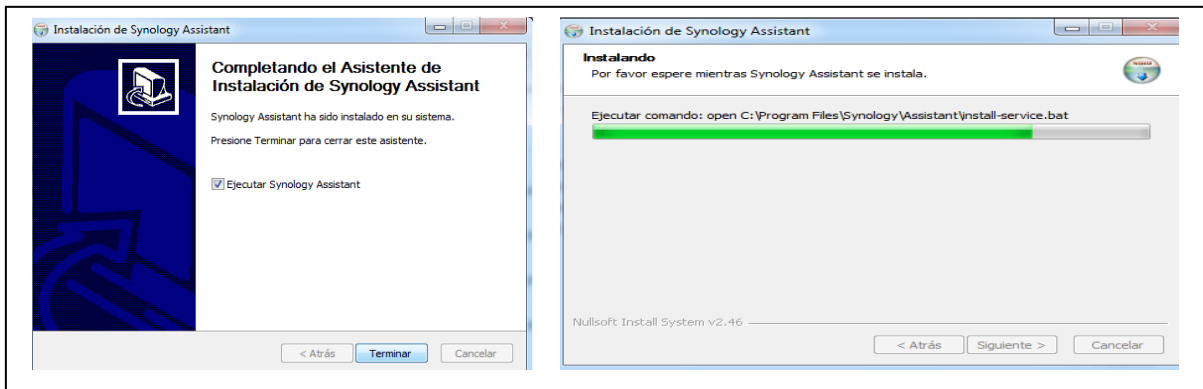 Instalación de Synology Assistant
Completando el Asistente de
Instalación de Synology Assistant
Synology Assistant ha sido instalado en su sistema.
Presione Terminar para cerrar este asistente.
Ejecutar Synology Assistant
< Atrás
Terminar
Cancelar
Instalación de Synology Assistant
Instalando
Por favor espere mientras Synology Assistant se instala.
Ejecutar comando: open C:\Program Files\Synology\Assistant\install-service.bat
Nullsoft Install System v2.46
< Atrás
Siguiente >
Cancelar